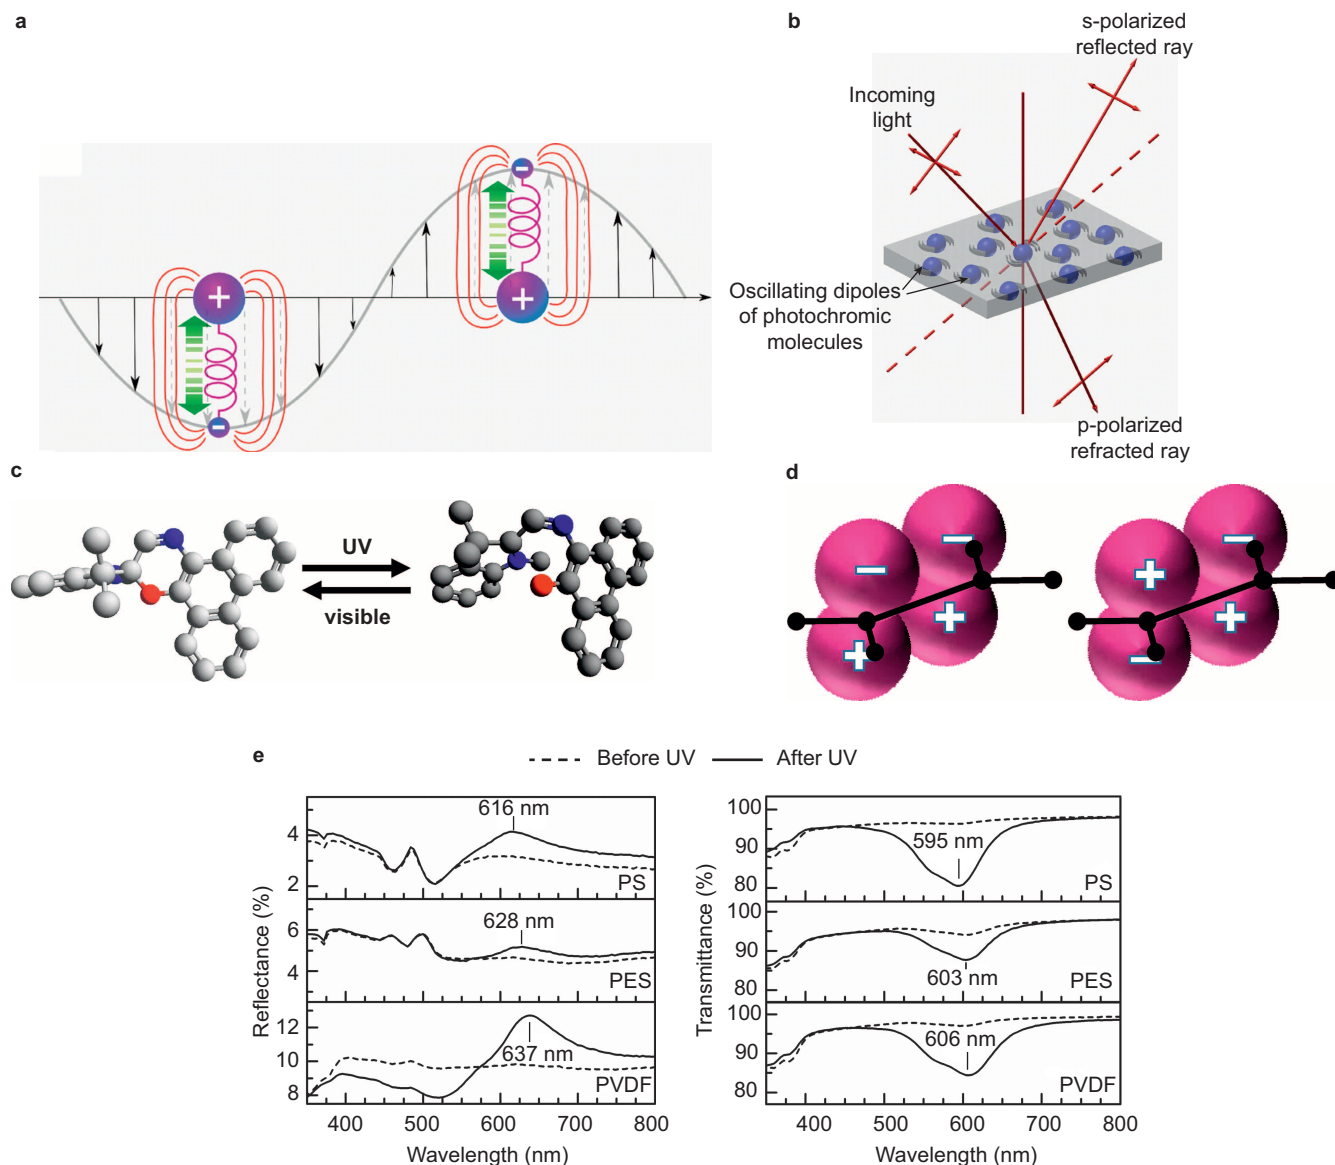 a
b
s-polarized
reflected ray
Incoming
light
Oscillating dipoles
of photochromic
molecules
p-polarized
refracted ray
+
−
−
+
c
UV
visible
d
−
−
+
+
−
+
+
−
e
Before UV
After UV
616 nm
4
2
PS
628 nm
6
4
PES
12
10
8
637 nm
PVDF
Reflectance (%)
400 500 600 700 800
Wavelength (nm)
100
90
80
595 nm
PS
100
90
80
603 nm
PES
100
90
80
606 nm
PVDF
Transmittance (%)
400 500 600 700 800
Wavelength (nm)